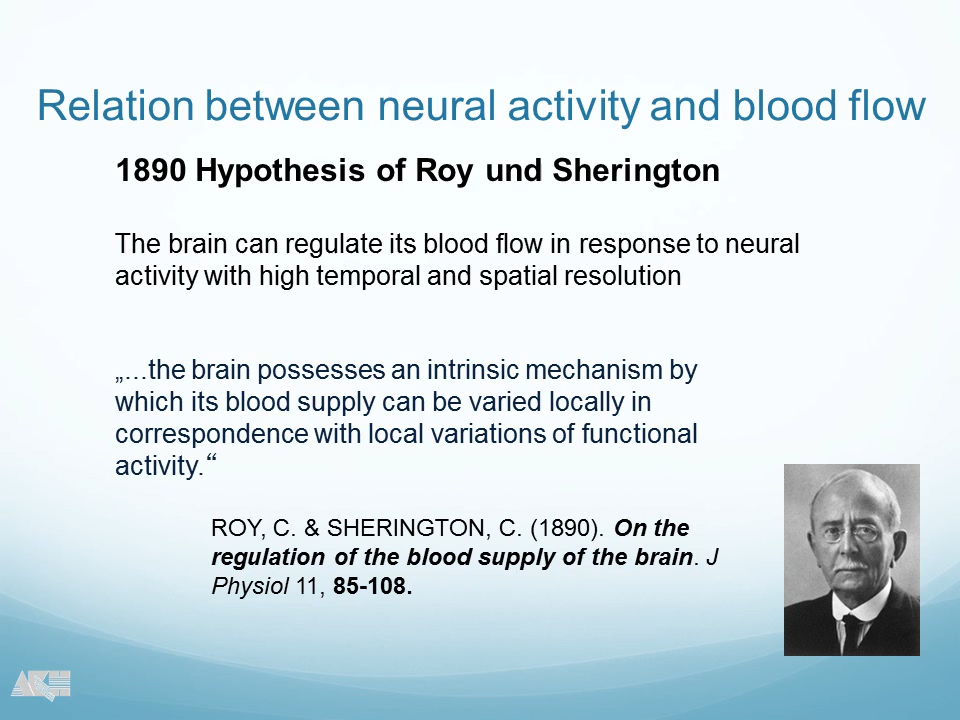 Relation between neural activity and blood flow
1890 Hypothesis of Roy und Sherington
The brain can regulate its blood flow in response to neural
activity with high temporal and spatial resolution
„...the brain possesses an intrinsic mechanism by
which its blood supply can be varied locally in
correspondence with local variations of functional
activity.“
ROY, C. & SHERINGTON, C. (1890). On the
regulation of the blood supply of the brain. J
Physiol 11, 85-108.
AKH